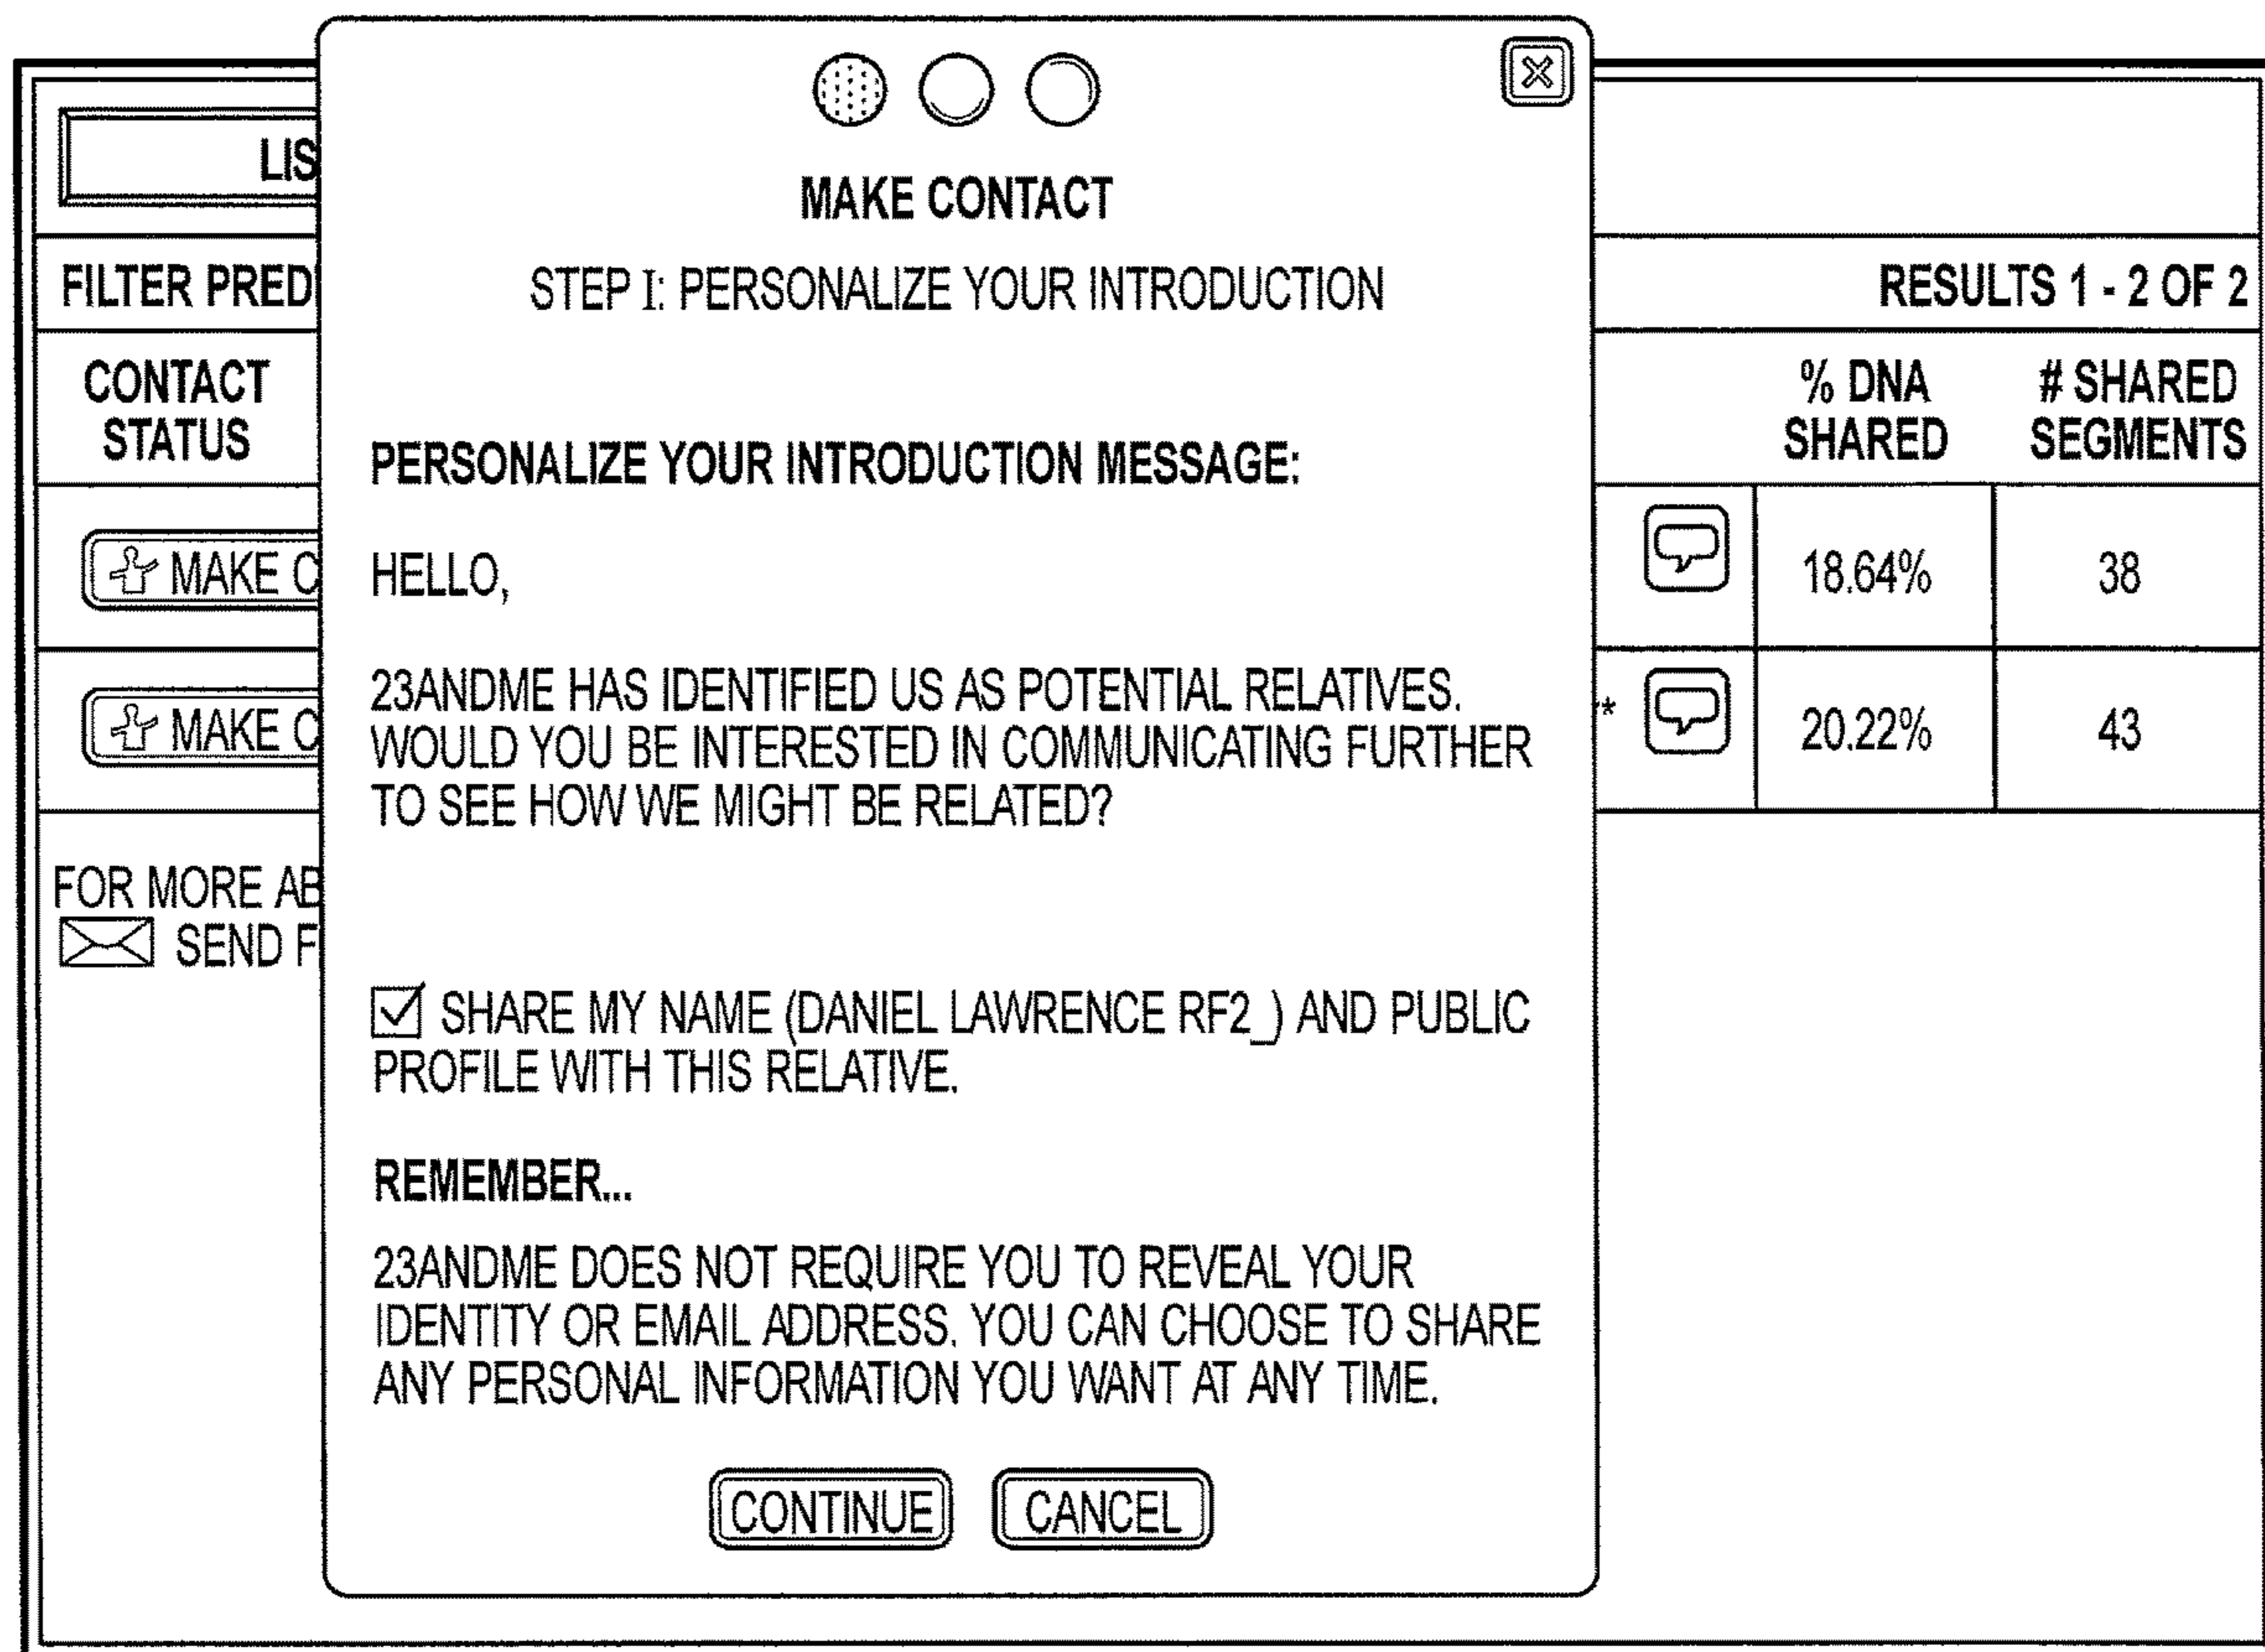 MAKE CONTACT
STEP I: PERSONALIZE YOUR INTRODUCTION
PERSONALIZE YOUR INTRODUCTION MESSAGE:
HELLO,
23ANDME HAS IDENTIFIED US AS POTENTIAL RELATIVES.
WOULD YOU BE INTERESTED IN COMMUNICATING FURTHER
TO SEE HOW WE MIGHT BE RELATED?
SHARE MY NAME (DANIEL LAWRENCE RF2_) AND PUBLIC
PROFILE WITH THIS RELATIVE.
REMEMBER...
23ANDME DOES NOT REQUIRE YOU TO REVEAL YOUR
IDENTITY OR EMAIL ADDRESS. YOU CAN CHOOSE TO SHARE
ANY PERSONAL INFORMATION YOU WANT AT ANY TIME.
CONTINUE CANCEL
LIS
FILTER PRED
RESULTS 1 - 2 OF 2
CONTACT
STATUS
% DNA
SHARED
# SHARED
SEGMENTS
MAKE C
18.64% 38
MAKE C
* 20.22% 43
FOR MORE AB
SEND F